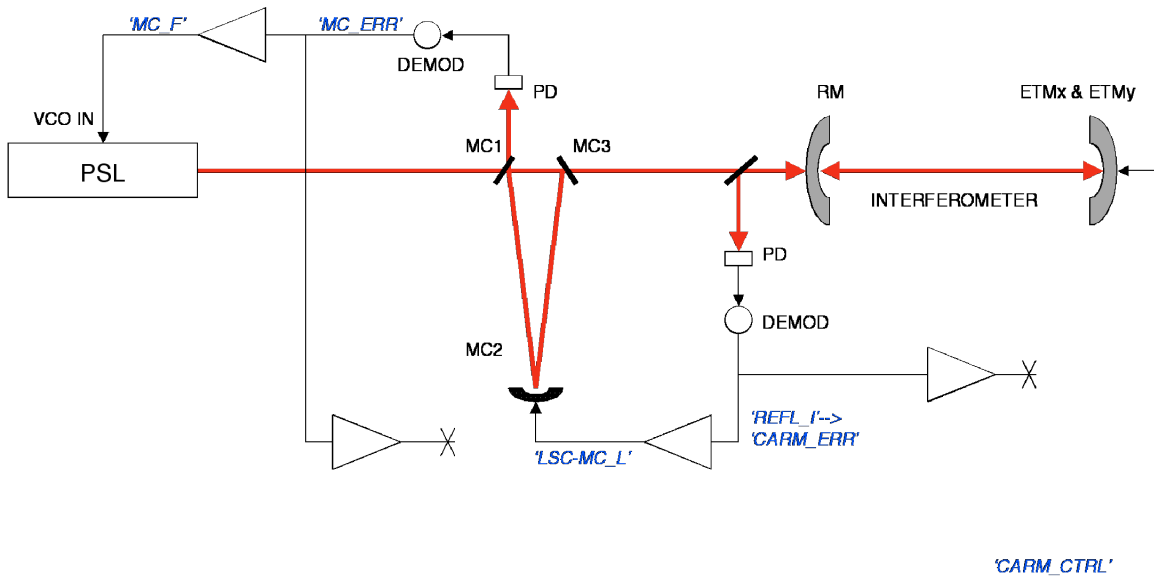 'MC_F'
'MC_ERR'
DEMOD
PD
RM
ETMx & ETMy
VCO IN
MC1
MC3
PSL
INTERFEROMETER
PD
DEMOD
MC2
'REFL_I'-->
'CARM_ERR'
'LSC-MC_L'
'CARM_CTRL'